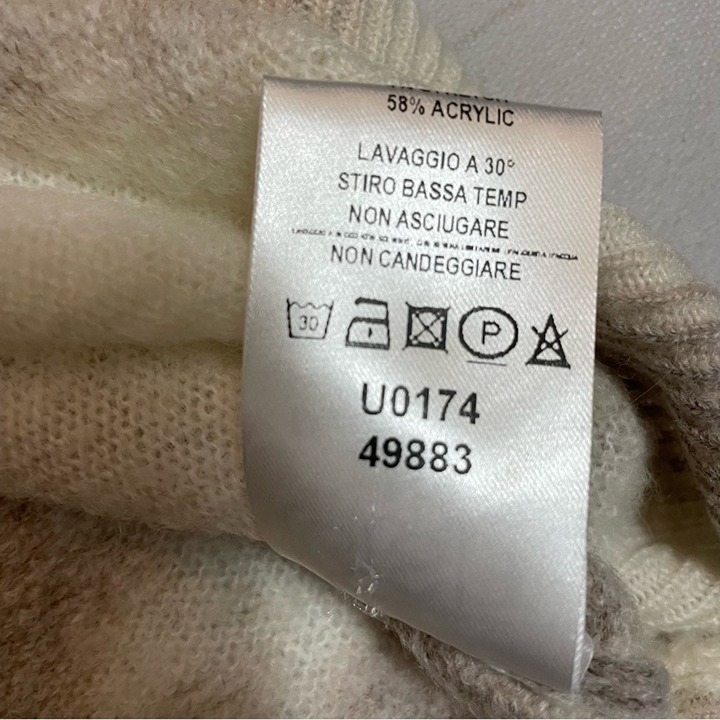 58% ACRYLIC
LAVAGGIO A 30°
STIRO BASSA TEMP
NON ASCIUGARE
NON CANDEGGIARE
30
P
U0174
49883